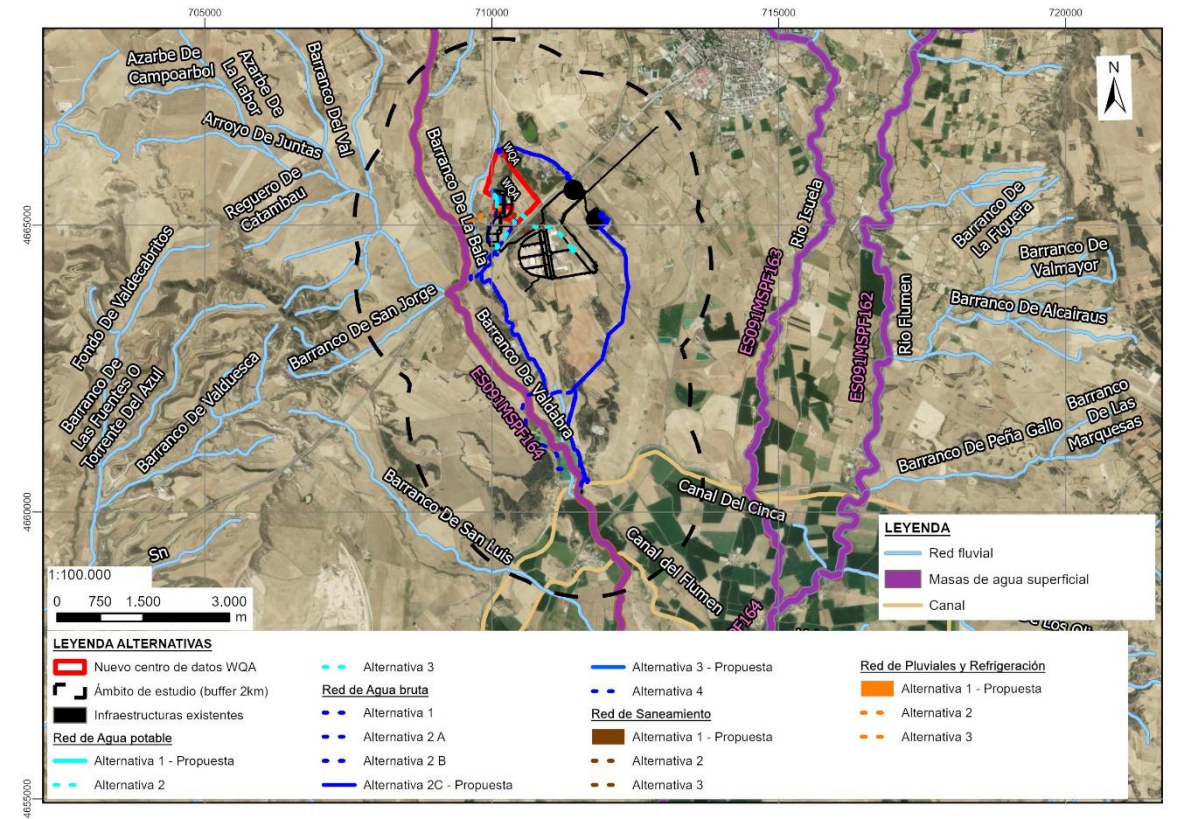 705000
710000
715000
720000
4665000
4660000
4655000
N
Azarbe De
Campoarbol
Azarbe De
La Labor
Barranco Del Val
Arroyo De Juntas
Reguero De
Catambau
Fondo De Valdecabritos
Barranco De
Las Fuentes O
Torrente Del Azul
Barranco De Valduesca
Barranco De San Jorge
Barranco De La Bala
WQA
WQA
Barranco De Valdabra
ES091MSPF164
Barranco De San Luis
Sn
Rio Isuela
ES091MSPF163
ES091MSPF162
Rio Flumen
Barranco De
La Figuera
Barranco De
Valmayor
Barranco De Alcairaus
Barranco De Peña Gallo
Barranco
De Las
Marquesas
Canal Del Cinca
Canal del Flumen
PF164
LEYENDA
Red fluvial
Masas de agua superficial
Canal
1:100.000
0 750 1.500 3.000
m
LEYENDA ALTERNATIVAS
Nuevo centro de datos WQA
Ámbito de estudio (buffer 2km)
Infraestructuras existentes
Red de Agua potable
Alternativa 1 - Propuesta
Alternativa 2
Alternativa 3
Red de Agua bruta
Alternativa 1
Alternativa 2 A
Alternativa 2 B
Alternativa 2C - Propuesta
Alternativa 3 - Propuesta
Alternativa 4
Red de Saneamiento
Alternativa 1 - Propuesta
Alternativa 2
Alternativa 3
Red de Pluviales y Refrigeración
Alternativa 1 - Propuesta
Alternativa 2
Alternativa 3